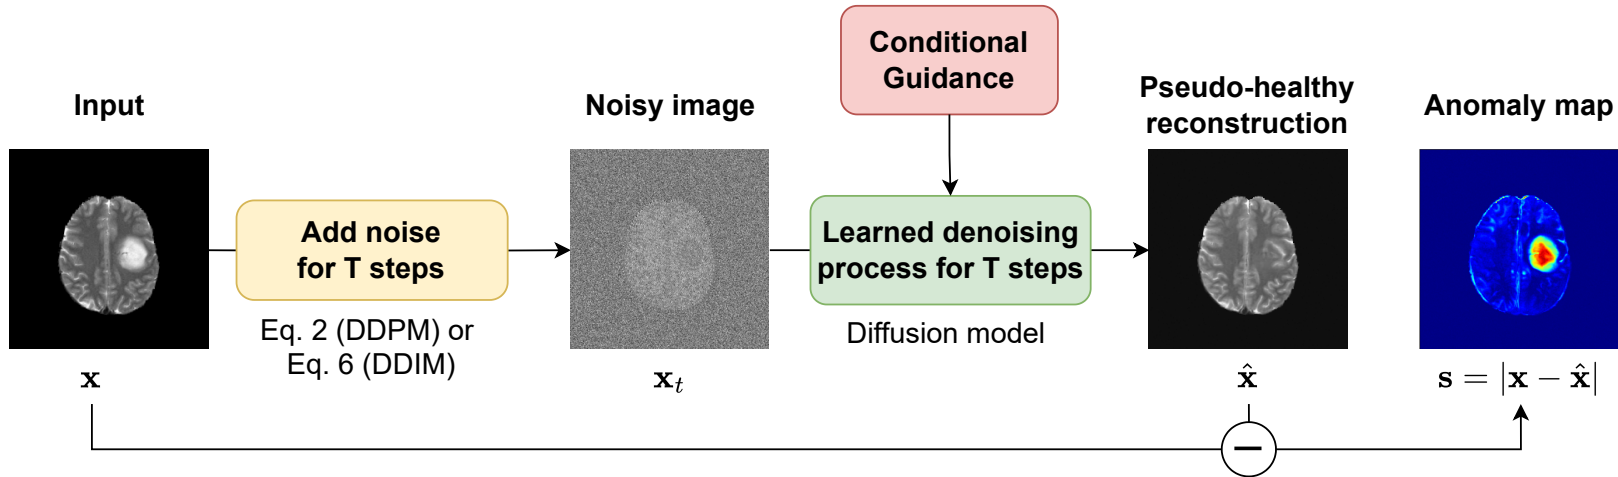 Input
Add noise
for T steps
Eq. 2 (DDPM) or
Eq. 6 (DDIM)
Noisy image
Conditional
Guidance
Learned denoising
process for T steps
Diffusion model
Pseudo-healthy
reconstruction
Anomaly map
𝐱
𝐱ₜ
𝐱̂
𝐬 = |𝐱 − 𝐱̂|
−